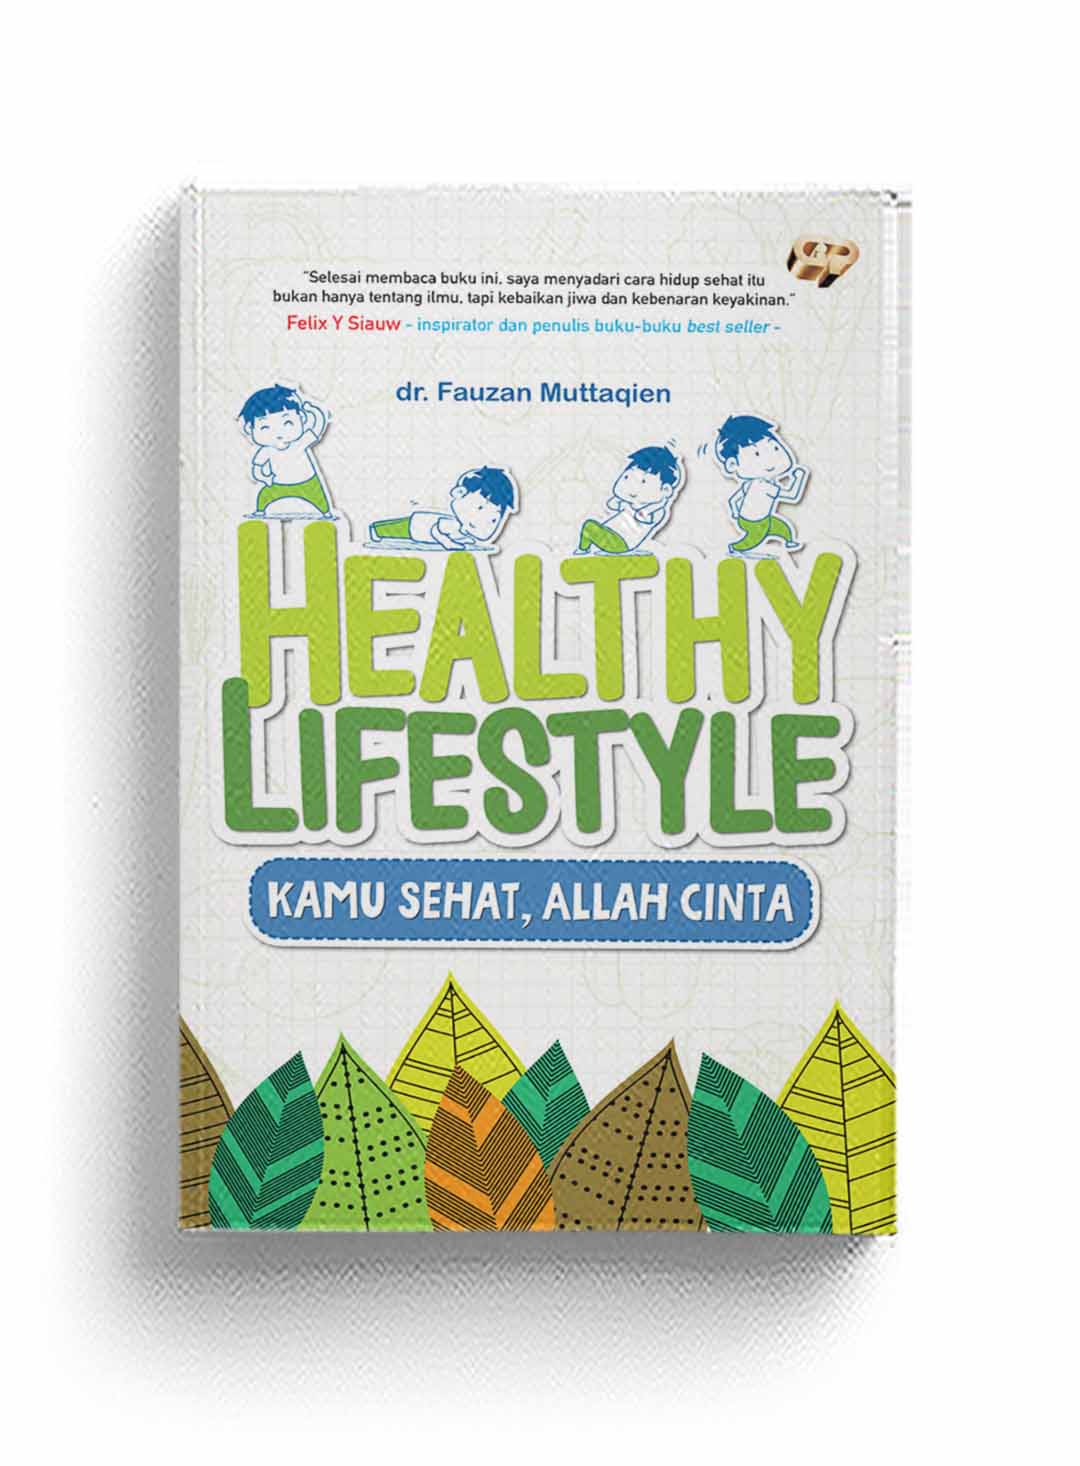 "Selesai membaca buku ini, saya menyadari cara hidup sehat itu
bukan hanya tentang ilmu, tapi kebaikan jiwa dan kebenaran keyakinan."
Felix Y Siauw - inspirator dan penulis buku-buku best seller -
dr. Fauzan Muttaqien
HEALTHY
LIFESTYLE
KAMU SEHAT, ALLAH CINTA